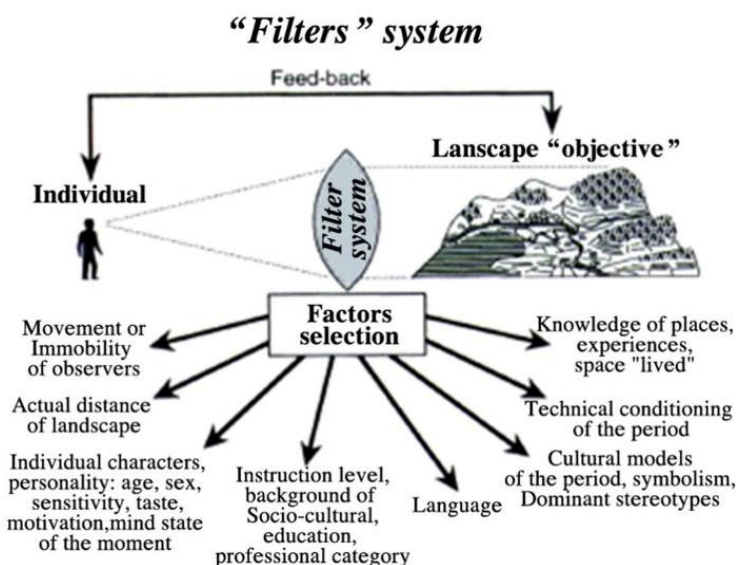 “Filters” system
Feed-back
Lanscape “objective”
Individual
Filter
system
Factors
selection
Movement or
Immobility
of observers
Actual distance
of landscape
Individual characters,
personality: age, sex,
sensitivity, taste,
motivation,mind state
of the moment
Instruction level,
background of
Socio-cultural,
education,
professional category
Language
Cultural models
of the period, symbolism,
Dominant stereotypes
Technical conditioning
of the period
Knowledge of places,
experiences,
space "lived"